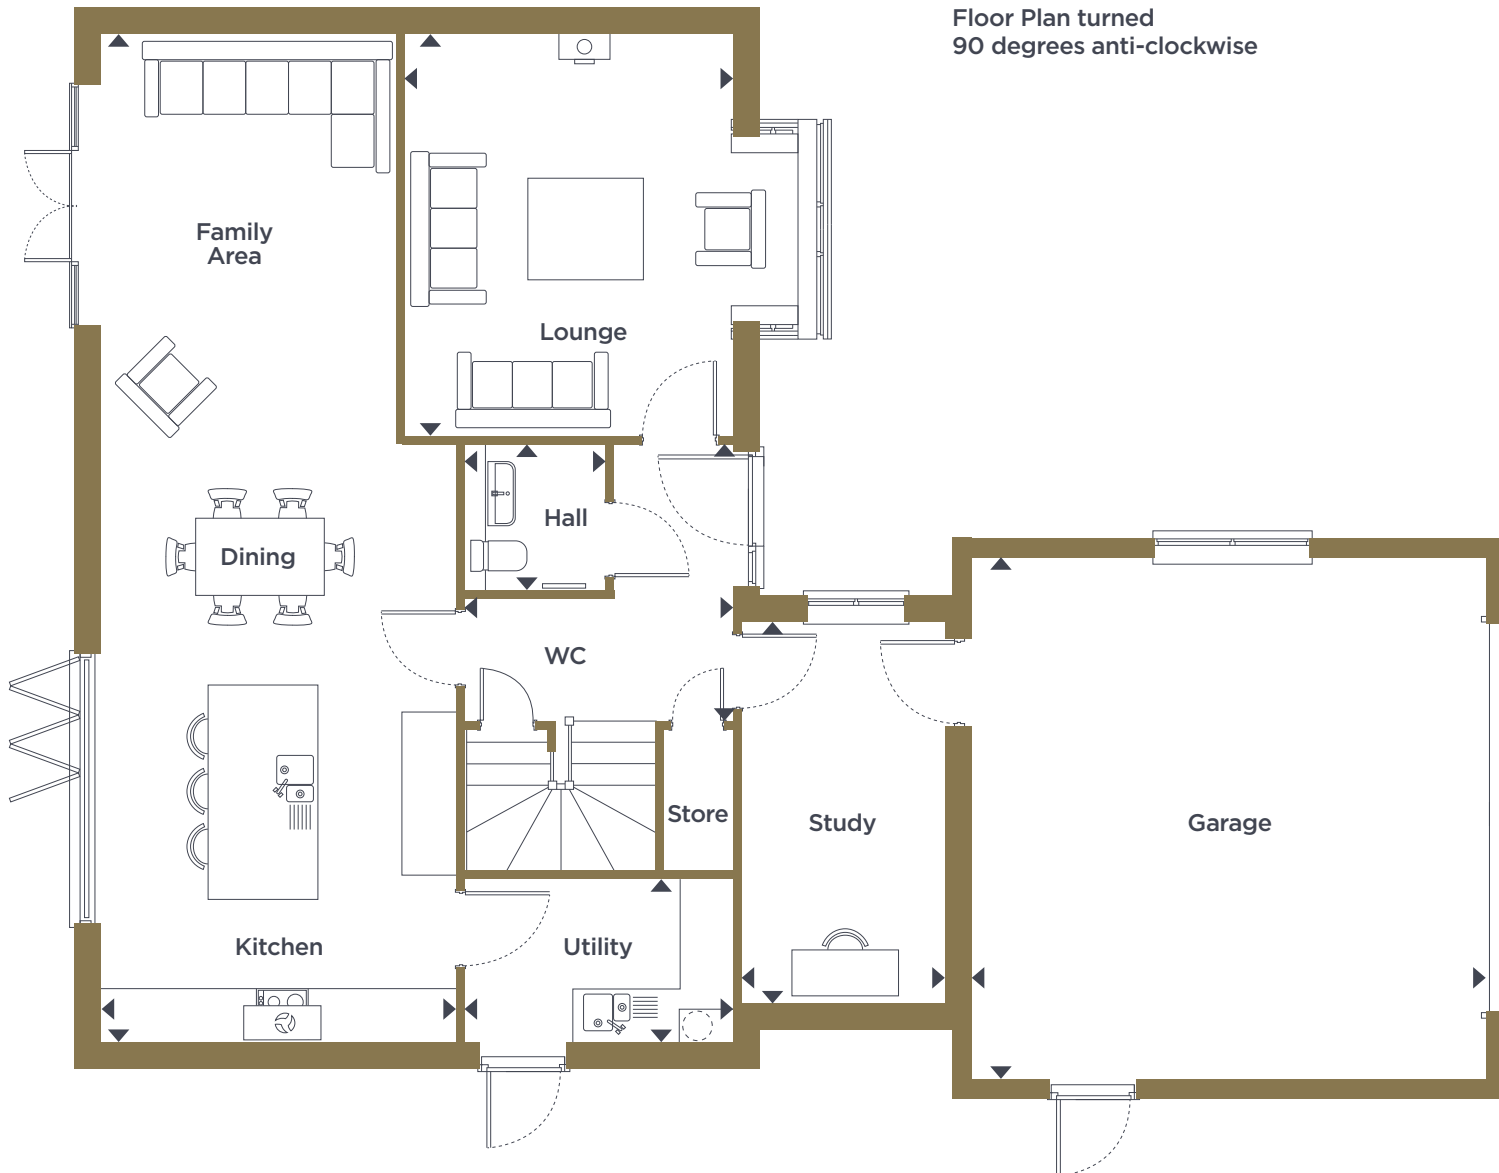 Floor Plan turned
90 degrees anti-clockwise
Family
Area
Lounge
Hall
Dining
WC
Store
Study
Garage
Kitchen
Utility